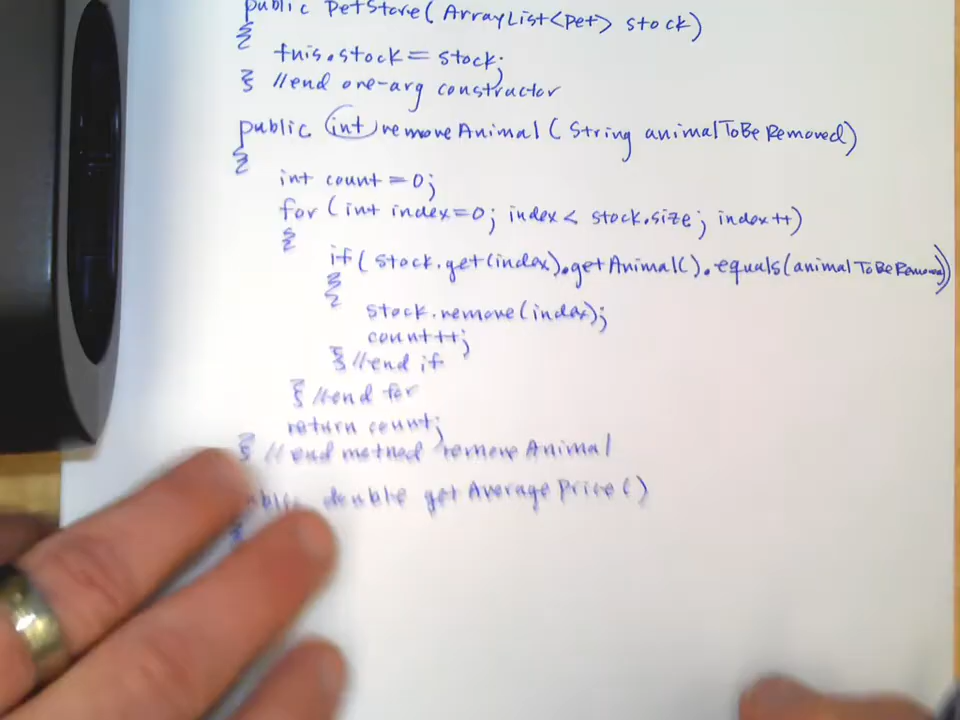 public PetStore( ArrayList<Pet> stock)
{
this.stock = stock;
} //end one-arg constructor
public int removeAnimal( String animalToBeRemoved)
{
int count = 0;
for (int index=0; index < stock.size; index++)
{
if( stock.get(index).getAnimal().equals(animalToBeRemoved))
{
stock.remove(index);
count++;
} //end if
} //end for
return count;
} //end method removeAnimal
public double getAveragePrice()
{